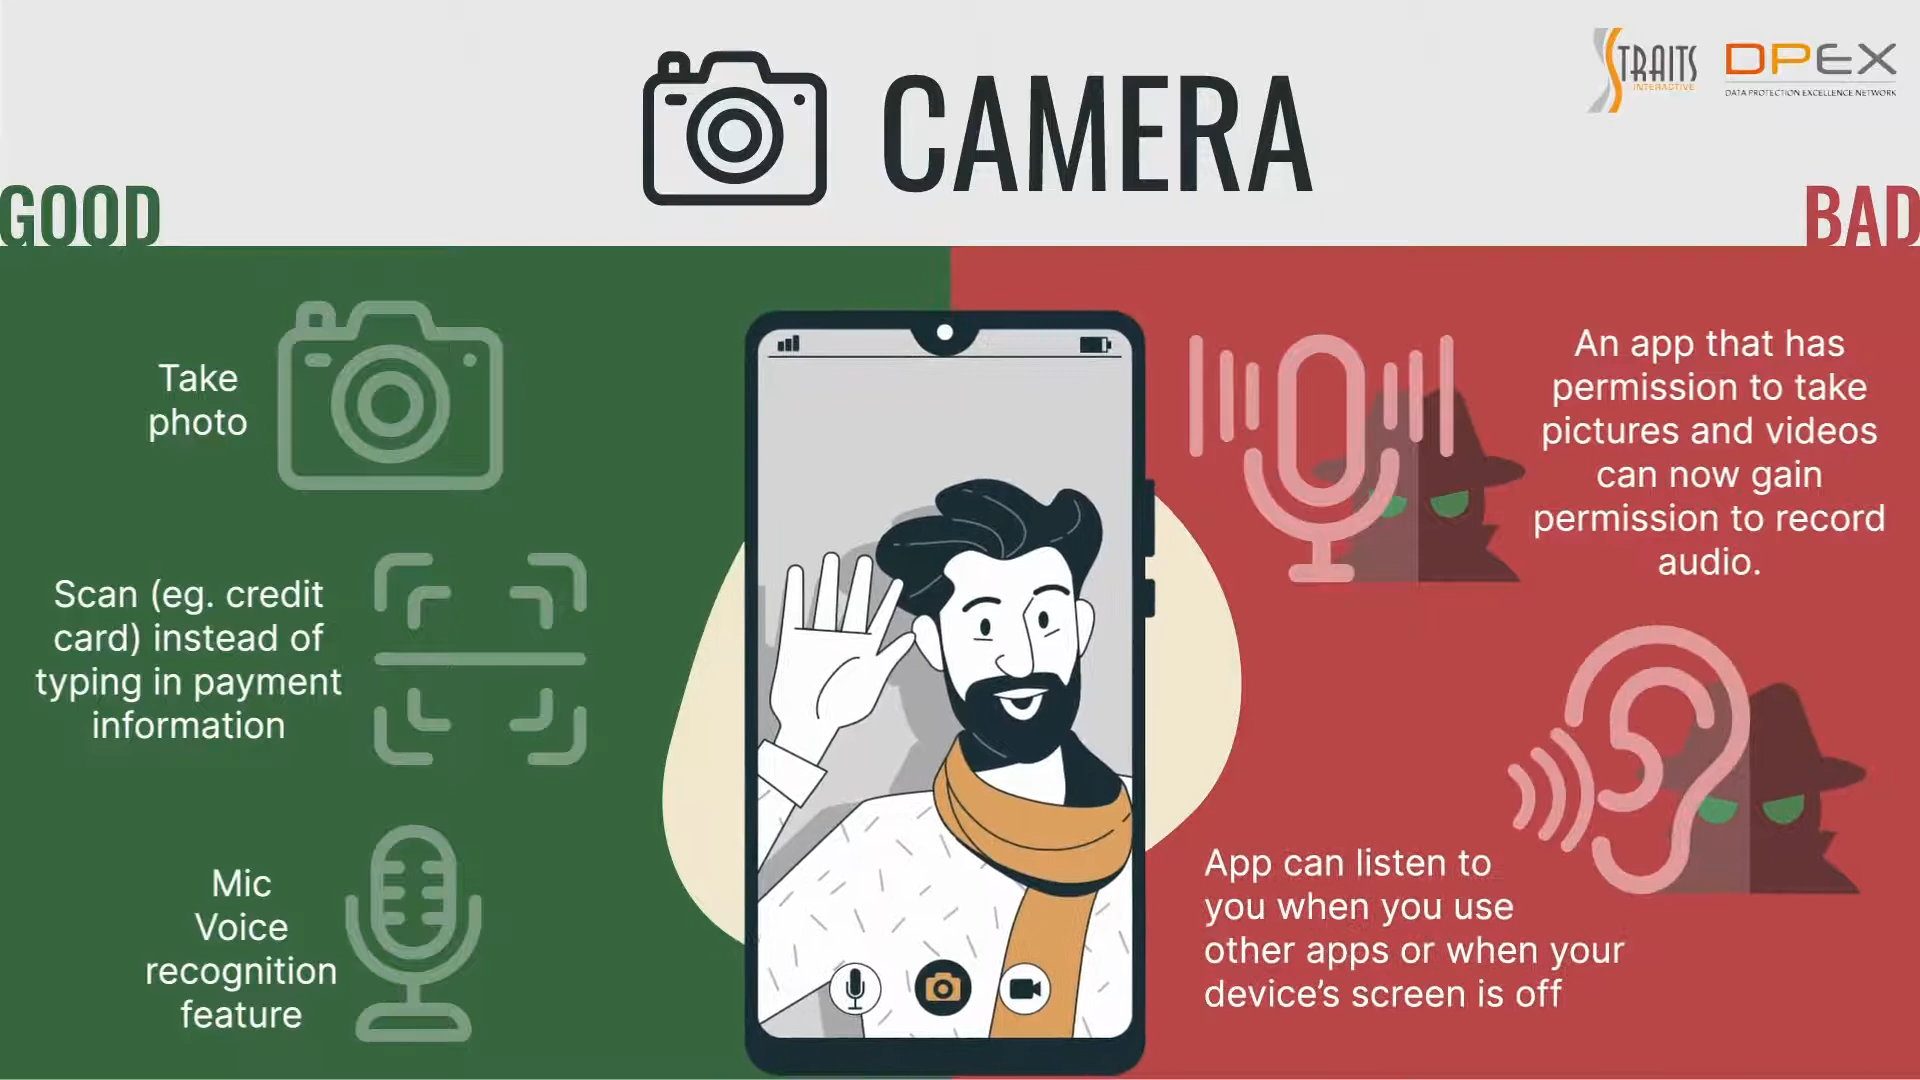 CAMERA
STRAITS
INTERACTIVE
DPEX
DATA PROTECTION EXCELLENCE NETWORK
GOOD
BAD
Take
photo
Scan (eg. credit
card) instead of
typing in payment
information
Mic
Voice
recognition
feature
An app that has
permission to take
pictures and videos
can now gain
permission to record
audio.
App can listen to
you when you use
other apps or when your
device’s screen is off